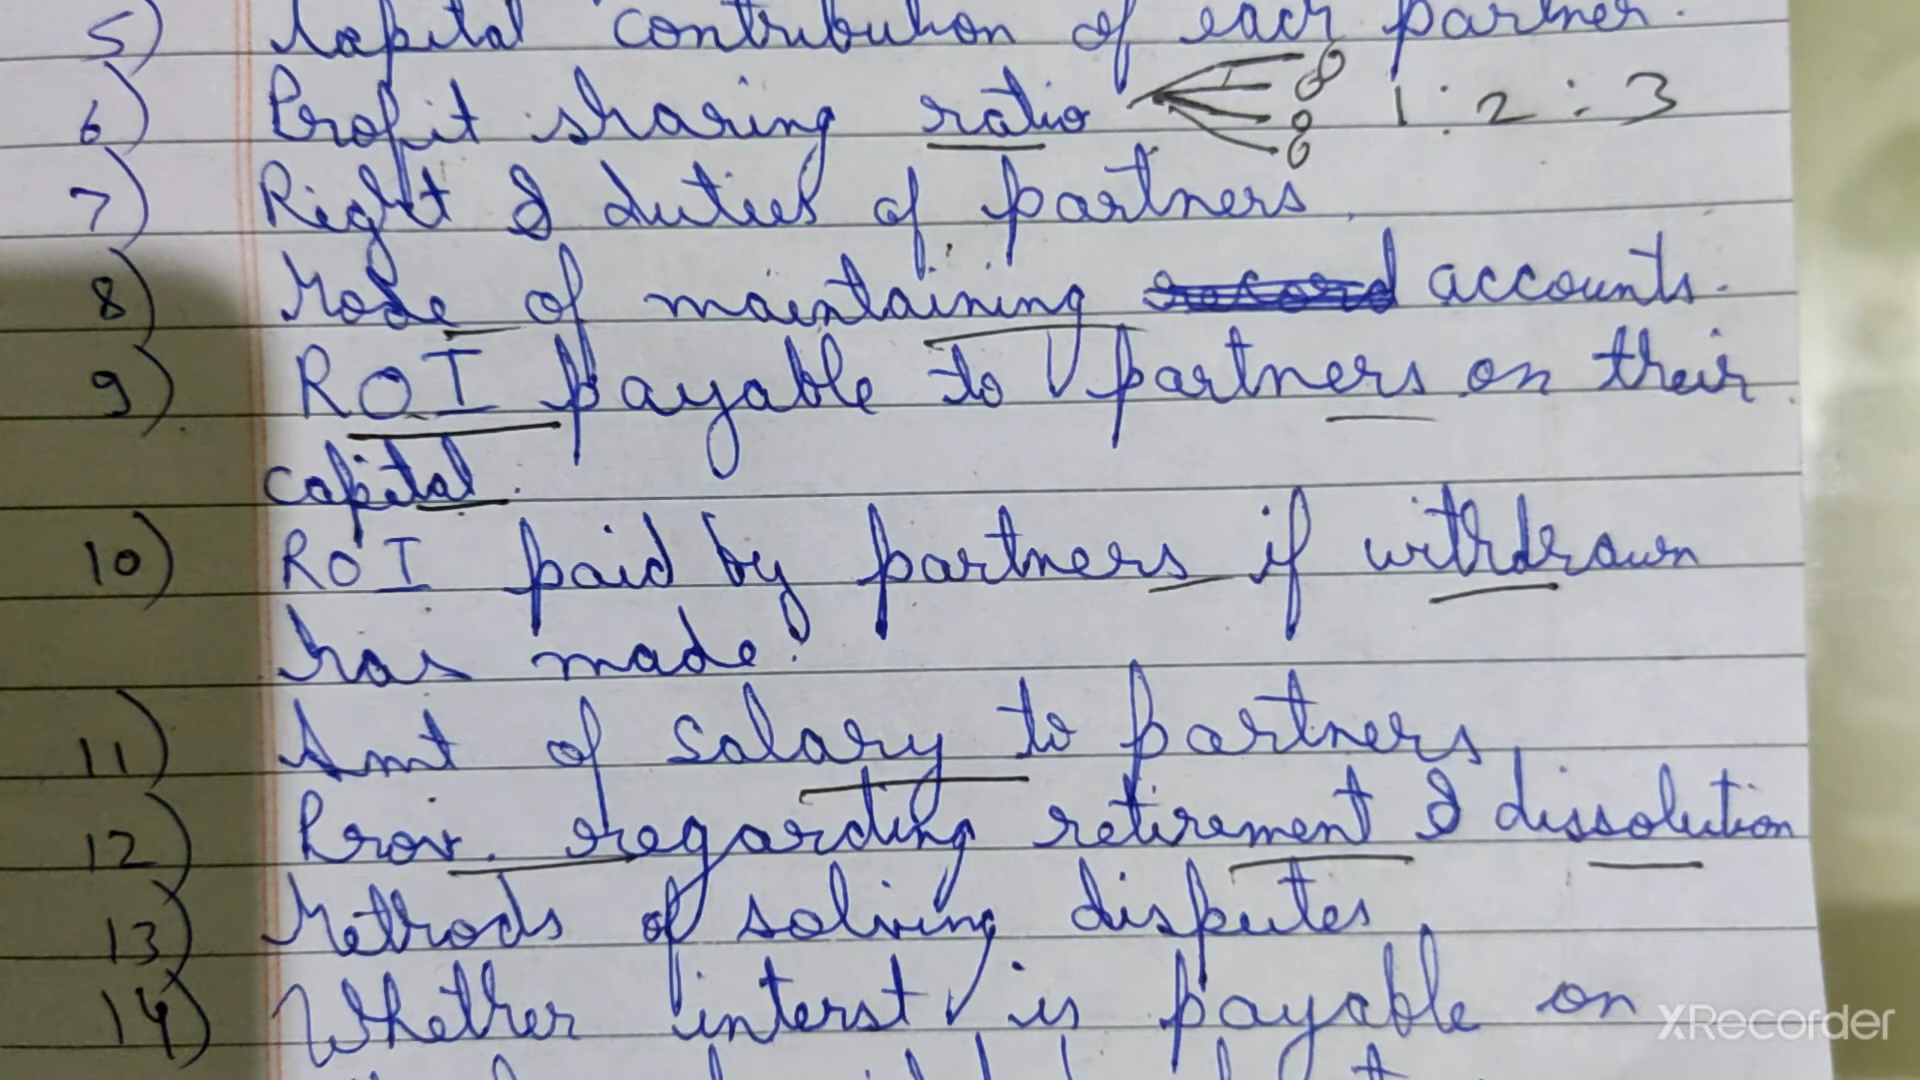 5) Capital contribution of each partner.
6) Profit sharing ratio 1:2:3
7) Right & duties of partners.
8) Mode of maintaining record accounts.
9) ROI payable to partners on their
capital.
10) ROI paid by partners if withdrawn
has made.
11) Amt of salary to partners,
12) Prov. regarding retirement & dissolution
13) Methods of solving disputes,
14) Whether interst is payable on
XRecorder